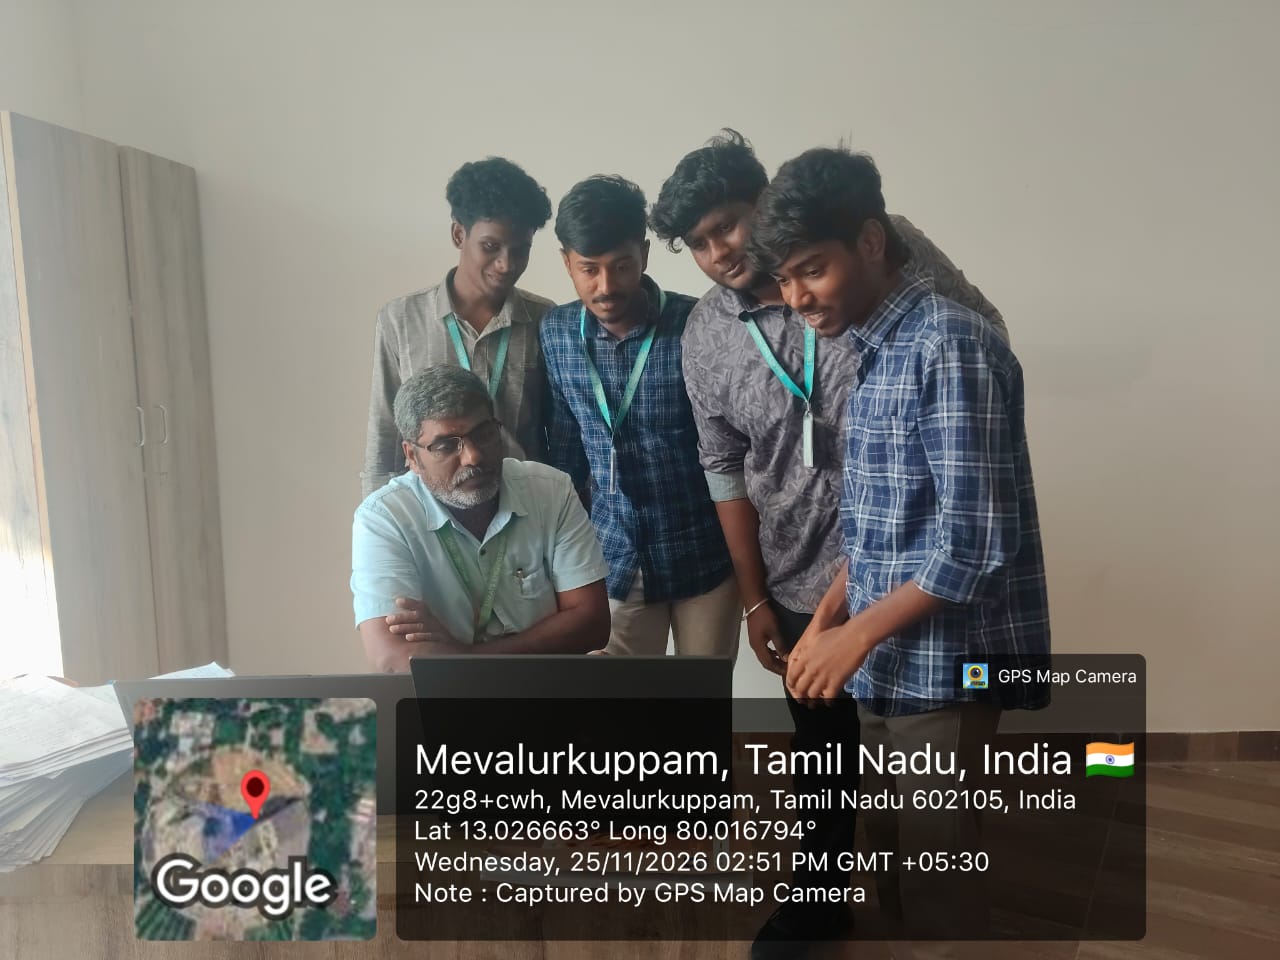 GPS Map Camera
Mevalurkuppam, Tamil Nadu, India 🇮🇳
22g8+cwh, Mevalurkuppam, Tamil Nadu 602105, India
Lat 13.026663° Long 80.016794°
Wednesday, 25/11/2026 02:51 PM GMT +05:30
Note : Captured by GPS Map Camera
Google